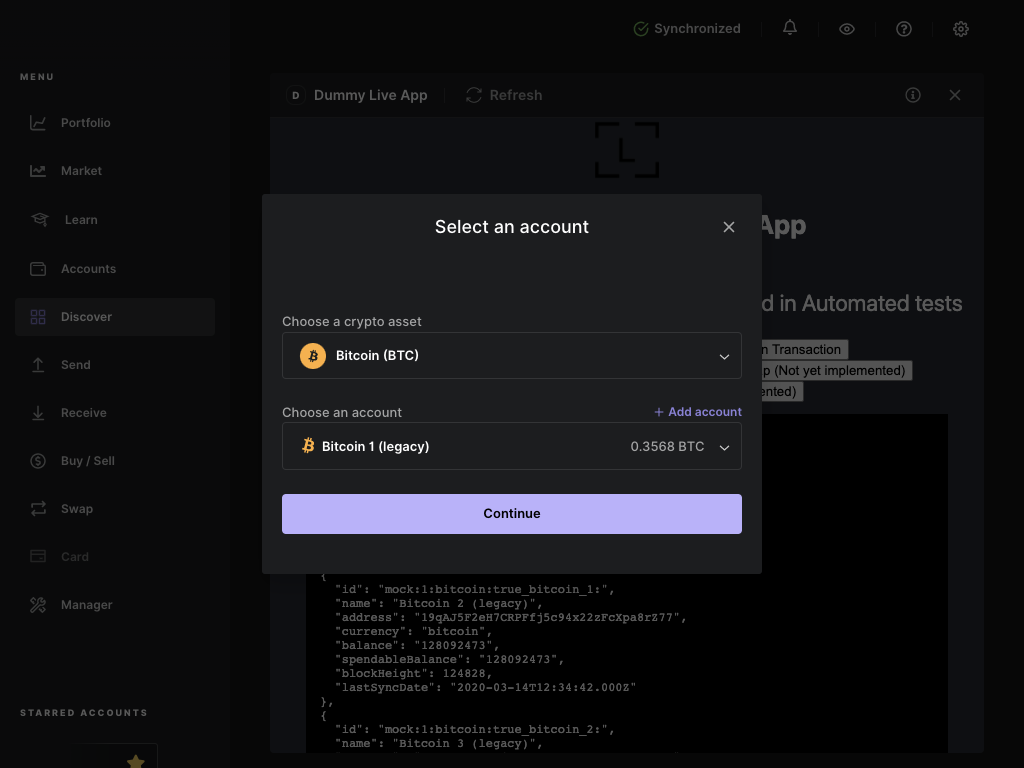 Synchronized
MENU
D Dummy Live App Refresh
Portfolio
Market
Learn
Accounts
Discover
Send
Receive
Buy / Sell
Swap
Card
Manager
STARRED ACCOUNTS
App
d in Automated tests
n Transaction
p (Not yet implemented)
ented)
Select an account
Choose a crypto asset
Bitcoin (BTC)
Choose an account + Add account
Bitcoin 1 (legacy) 0.3568 BTC
Continue
{
"id": "mock:1:bitcoin:true_bitcoin_1:",
"name": "Bitcoin 2 (legacy)",
"address": "19qAJ5F2eH7CRPFfj5c94x22zFcXpa8rZ77",
"currency": "bitcoin",
"balance": "128092473",
"spendableBalance": "128092473",
"blockHeight": 124828,
"lastSyncDate": "2020-03-14T12:34:42.000Z"
},
{
"id": "mock:1:bitcoin:true_bitcoin_2:",
"name": "Bitcoin 3 (legacy)",